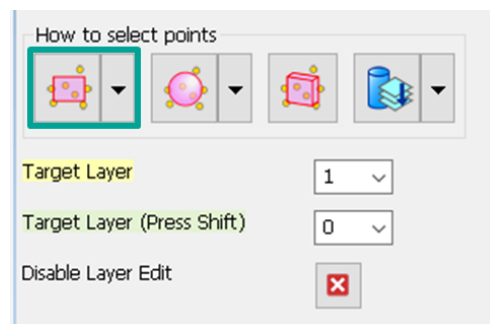 How to select points
Target Layer
1
Target Layer (Press Shift)
0
Disable Layer Edit